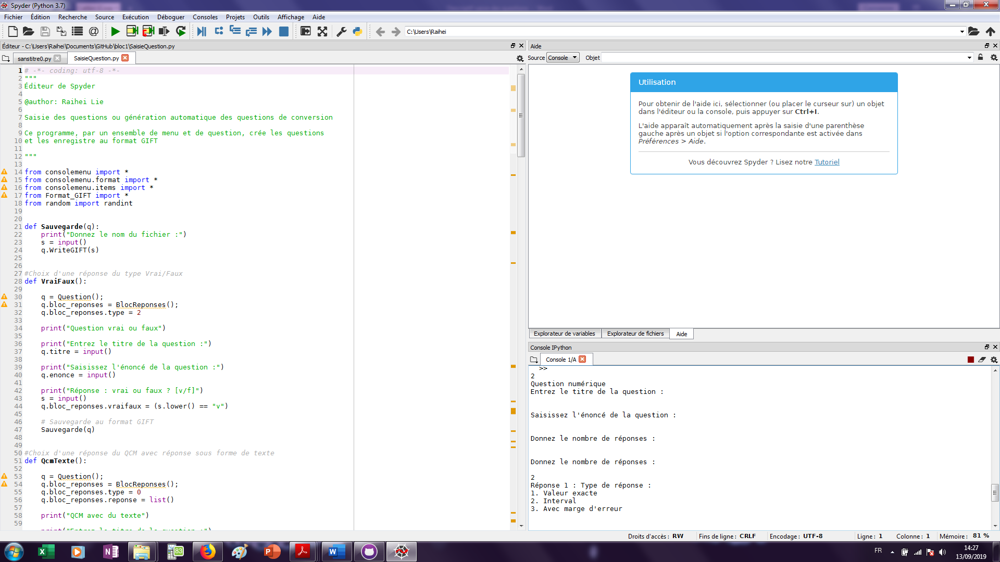 Spyder (Python 3.7)
Fichier Édition Recherche Source Exécution Déboguer Consoles Projets Outils Affichage Aide
C:\Users\Raihei
Éditeur - C:\Users\Raihei\Documents\GitHub\bloc1\SaisieQuestion.py
sanstitre0.py SaisieQuestion.py
1 # -*- coding: utf-8 -*-
2 """
3 Éditeur de Spyder
4
5 @author: Raihei Lie
6
7 Saisie des questions ou génération automatique des questions de conversion
8
9 Ce programme, par un ensemble de menu et de question, crée les questions
10 et les enregistre au format GIFT
11
12 """
13
14 from consolemenu import *
15 from consolemenu.format import *
16 from consolemenu.items import *
17 from Format_GIFT import *
18 from random import randint
19
20
21 def Sauvegarde(q):
22     print("Donnez le nom du fichier :")
23     s = input()
24     q.WriteGIFT(s)
25
26
27 #Choix d'une réponse du type Vrai/Faux
28 def VraiFaux():
29
30     q = Question();
31     q.bloc_reponses = BlocReponses();
32     q.bloc_reponses.type = 2
33
34     print("Question vrai ou faux")
35
36     print("Entrez le titre de la question :")
37     q.titre = input()
38
39     print("Saisissez l'énoncé de la question :")
40     q.enonce = input()
41
42     print("Réponse : vrai ou faux ? [v/f]")
43     s = input()
44     q.bloc_reponses.vraifaux = (s.lower() == "v")
45
46     # Sauvegarde au format GIFT
47     Sauvegarde(q)
48
49
50 #Choix d'une réponse du QCM avec réponse sous forme de texte
51 def QcmTexte():
52
53     q = Question();
54     q.bloc_reponses = BlocReponses();
55     q.bloc_reponses.type = 0
56     q.bloc_reponses.reponse = list()
57
58     print("QCM avec du texte")
59
print("Entrez le titre de la question :")
Aide
Source Console Objet
Utilisation
Pour obtenir de l'aide ici, sélectionner (ou placer le curseur sur) un objet
dans l'éditeur ou la console, puis appuyer sur Ctrl+I.
L'aide apparaît automatiquement après la saisie d'une parenthèse
gauche après un objet si l'option correspondante est activée dans
Préférences > Aide.
Vous découvrez Spyder ? Lisez notre Tutoriel
Explorateur de variables Explorateur de fichiers Aide
Console IPython
Console 1/A
>>
2
Question numérique
Entrez le titre de la question :
Saisissez l'énoncé de la question :
Donnez le nombre de réponses :
Donnez le nombre de réponses :
2
Réponse 1 : Type de réponse :
1. Valeur exacte
2. Interval
3. Avec marge d'erreur
Droits d'accès : RW Fins de ligne : CRLF Encodage : UTF-8 Ligne : 1 Colonne : 1 Mémoire : 81 %
83
FR
14:27
13/09/2019